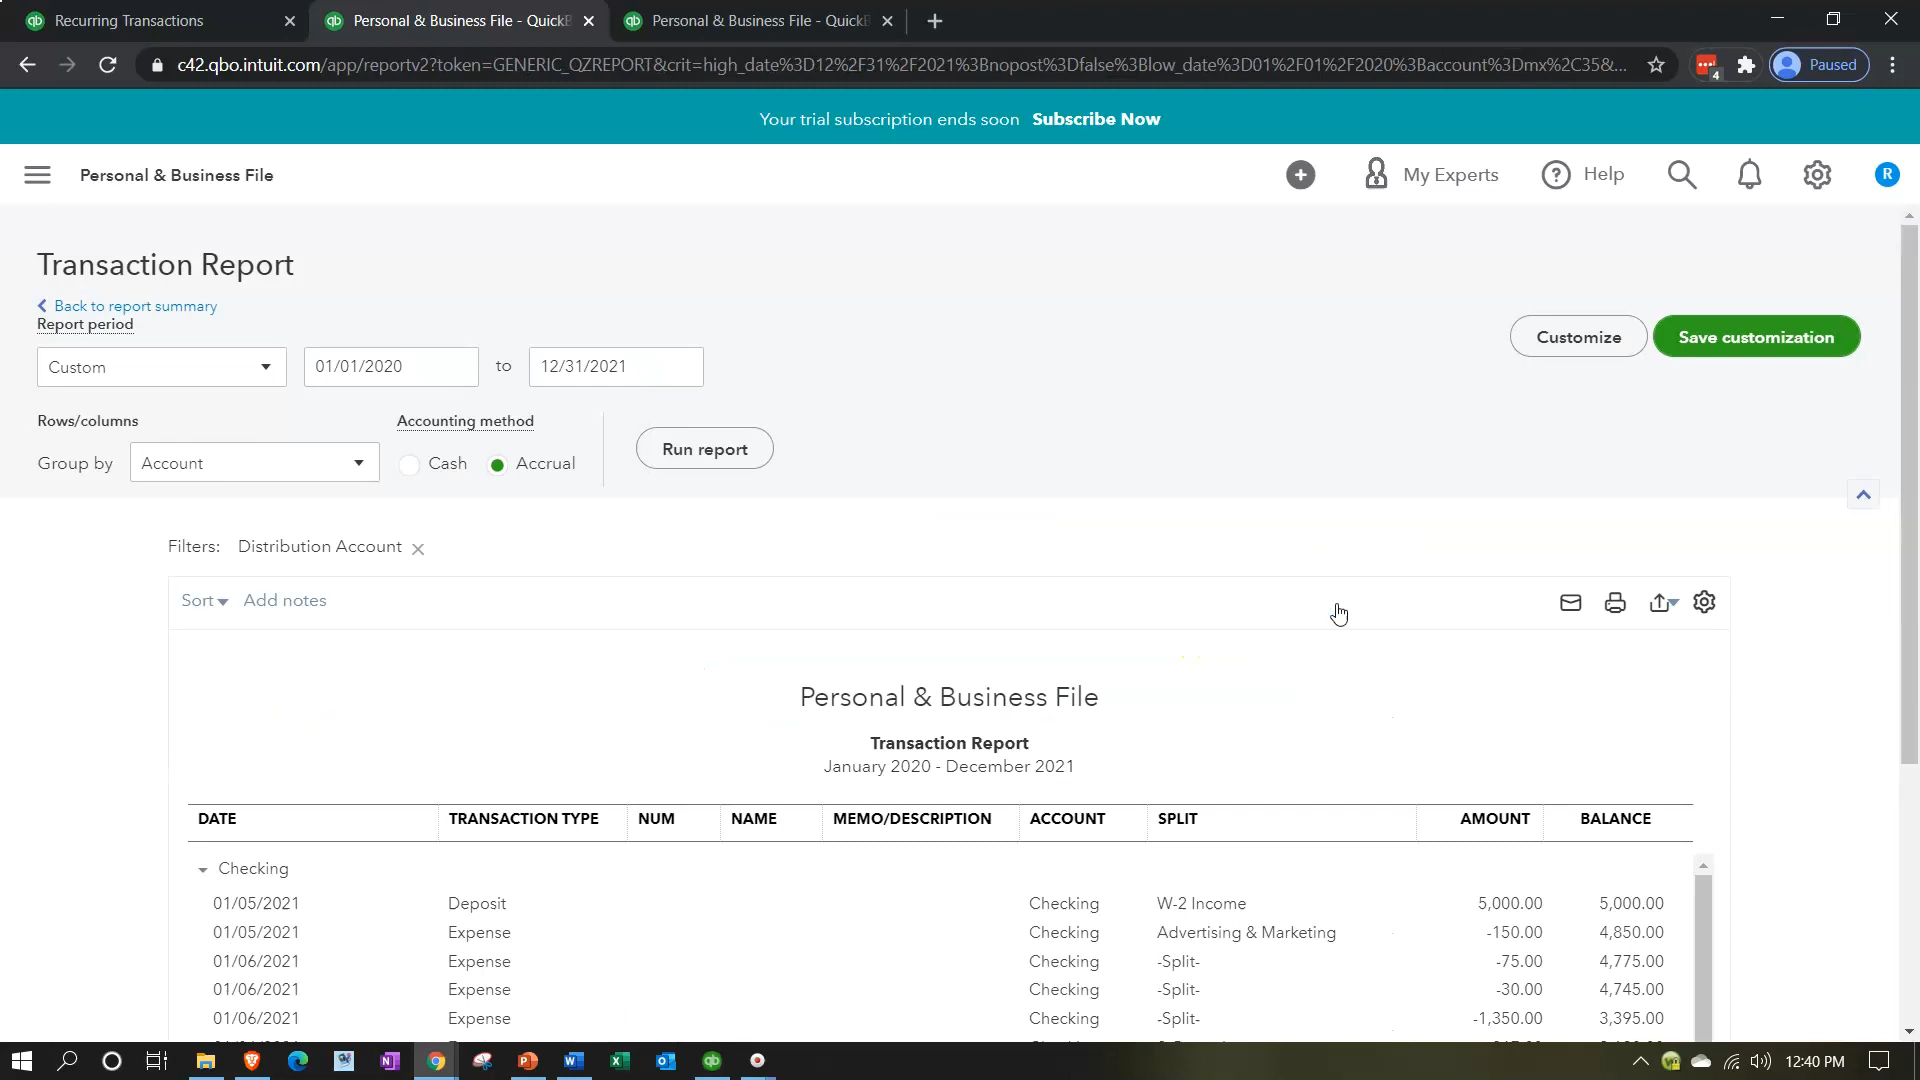 Recurring Transactions
Personal & Business File - QuickB
Personal & Business File - QuickB
c42.qbo.intuit.com/app/reportv2?token=GENERIC_QZREPORT&crit=high_date%3D12%2F31%2F2021%3Bnopost%3Dfalse%3Blow_date%3D01%2F01%2F2020%3Baccount%3Dmx%2C35&...
4
Paused
Your trial subscription ends soon Subscribe Now
Personal & Business File
My Experts
Help
R
Transaction Report
Back to report summary
Report period
Custom
01/01/2020 to 12/31/2021
Customize
Save customization
Rows/columns
Accounting method
Group by
Account
Cash
Accrual
Run report
Filters: Distribution Account
Sort Add notes
Personal & Business File
Transaction Report
January 2020 - December 2021
DATE TRANSACTION TYPE NUM NAME MEMO/DESCRIPTION ACCOUNT SPLIT AMOUNT BALANCE
Checking
01/05/2021 Deposit Checking W-2 Income 5,000.00 5,000.00
01/05/2021 Expense Checking Advertising & Marketing -150.00 4,850.00
01/06/2021 Expense Checking -Split- -75.00 4,775.00
01/06/2021 Expense Checking -Split- -30.00 4,745.00
01/06/2021 Expense Checking -Split- -1,350.00 3,395.00
12:40 PM